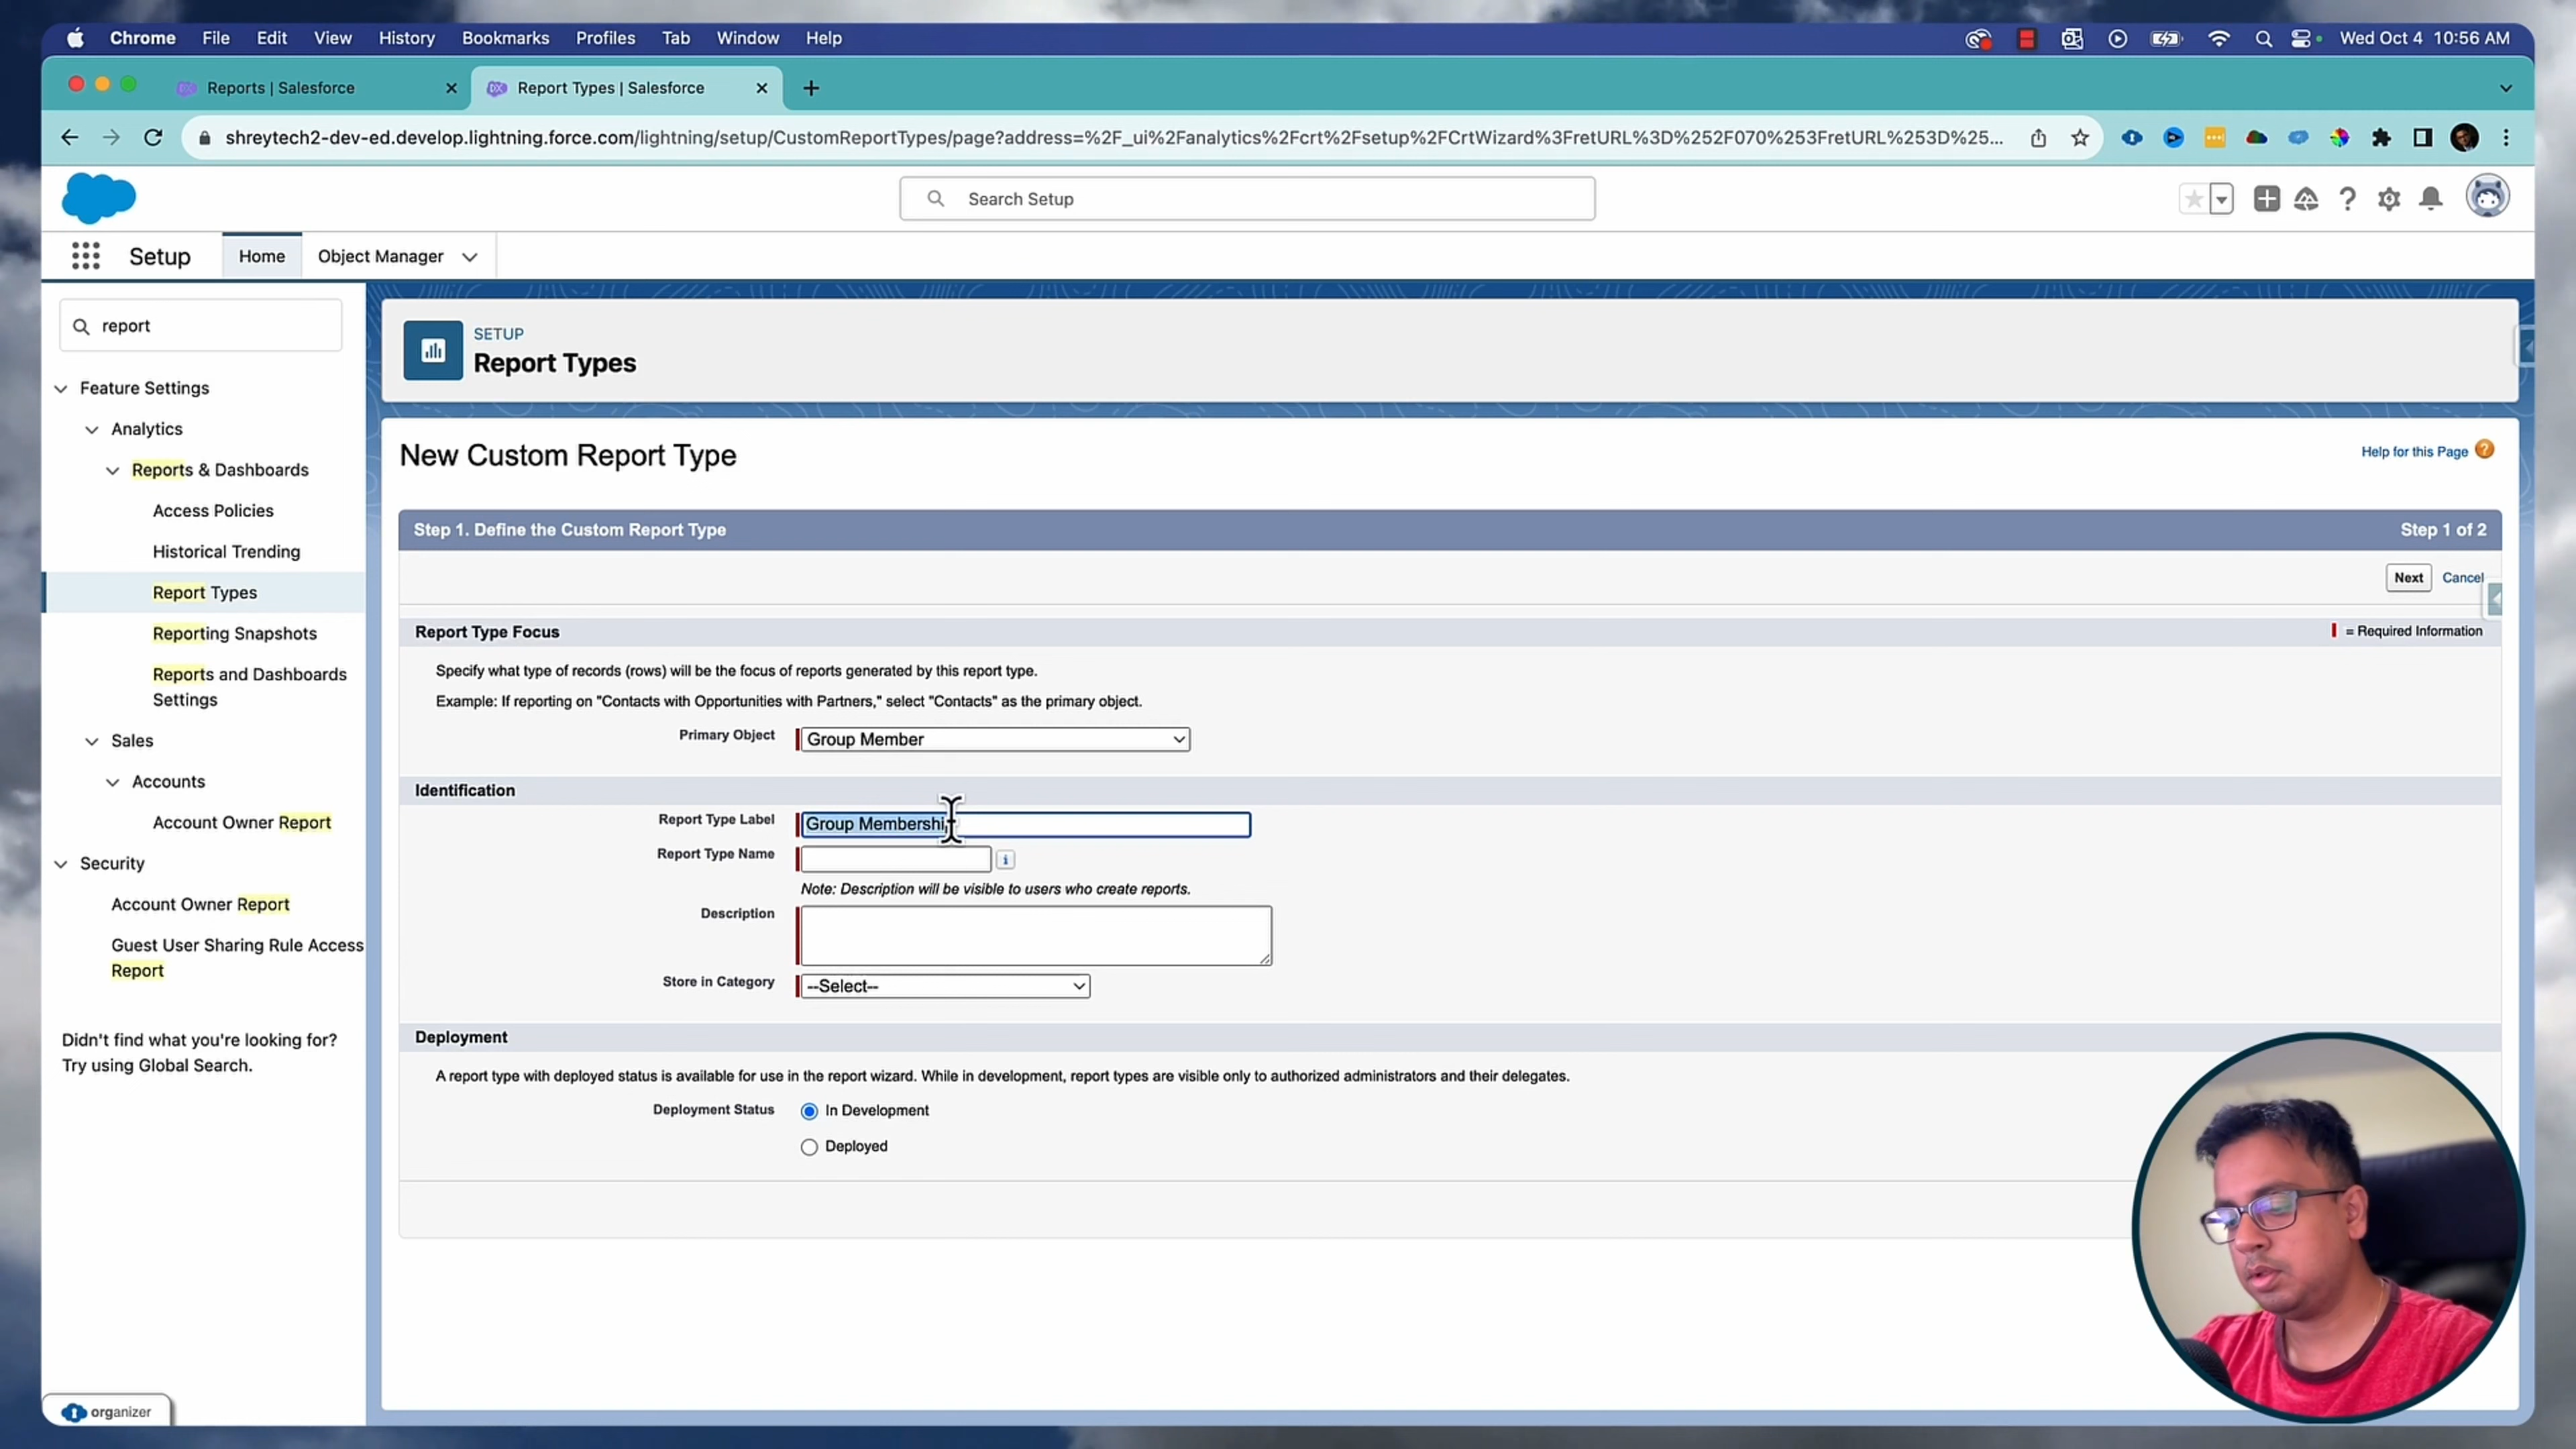 Chrome File Edit View History Bookmarks Profiles Tab Window Help Wed Oct 4 10:56 AM
Reports | Salesforce Report Types | Salesforce
shreytech2-dev-ed.develop.lightning.force.com/lightning/setup/CustomReportTypes/page?address=%2F_ui%2Fanalytics%2Fcrt%2Fsetup%2FCrtWizard%3FretURL%3D%252F070%253FretURL%253D%25...
Search Setup
Setup Home Object Manager
report
Feature Settings
Analytics
Reports & Dashboards
Access Policies
Historical Trending
Report Types
Reporting Snapshots
Reports and Dashboards
Settings
Sales
Accounts
Account Owner Report
Security
Account Owner Report
Guest User Sharing Rule Access
Report
Didn't find what you're looking for?
Try using Global Search.
organizer
SETUP
Report Types
New Custom Report Type
Help for this Page ?
Step 1. Define the Custom Report Type Step 1 of 2
Next Cancel
Report Type Focus = Required Information
Specify what type of records (rows) will be the focus of reports generated by this report type.
Example: If reporting on "Contacts with Opportunities with Partners," select "Contacts" as the primary object.
Primary Object Group Member
Identification
Report Type Label Group Membership
Report Type Name i
Note: Description will be visible to users who create reports.
Description
Store in Category --Select--
Deployment
A report type with deployed status is available for use in the report wizard. While in development, report types are visible only to authorized administrators and their delegates.
Deployment Status In Development
Deployed